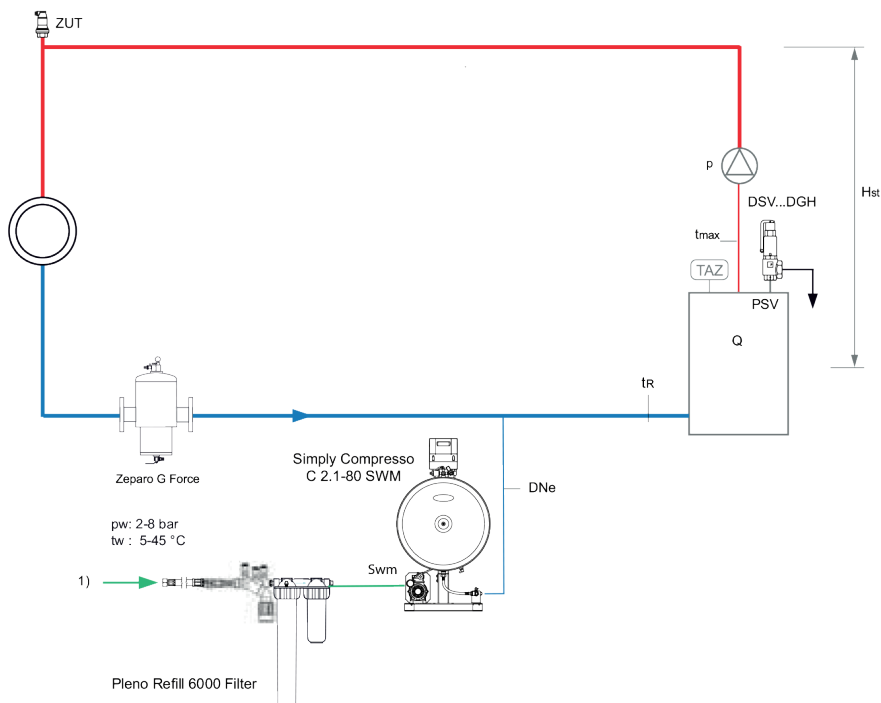 ZUT
p
Hst
DSV...DGH
tmax
TAZ
PSV
Q
tR
Zeparo G Force
Simply Compresso
C 2.1-80 SWM
DNe
pw: 2-8 bar
tw : 5-45 °C
1)
Swm
Pleno Refill 6000 Filter